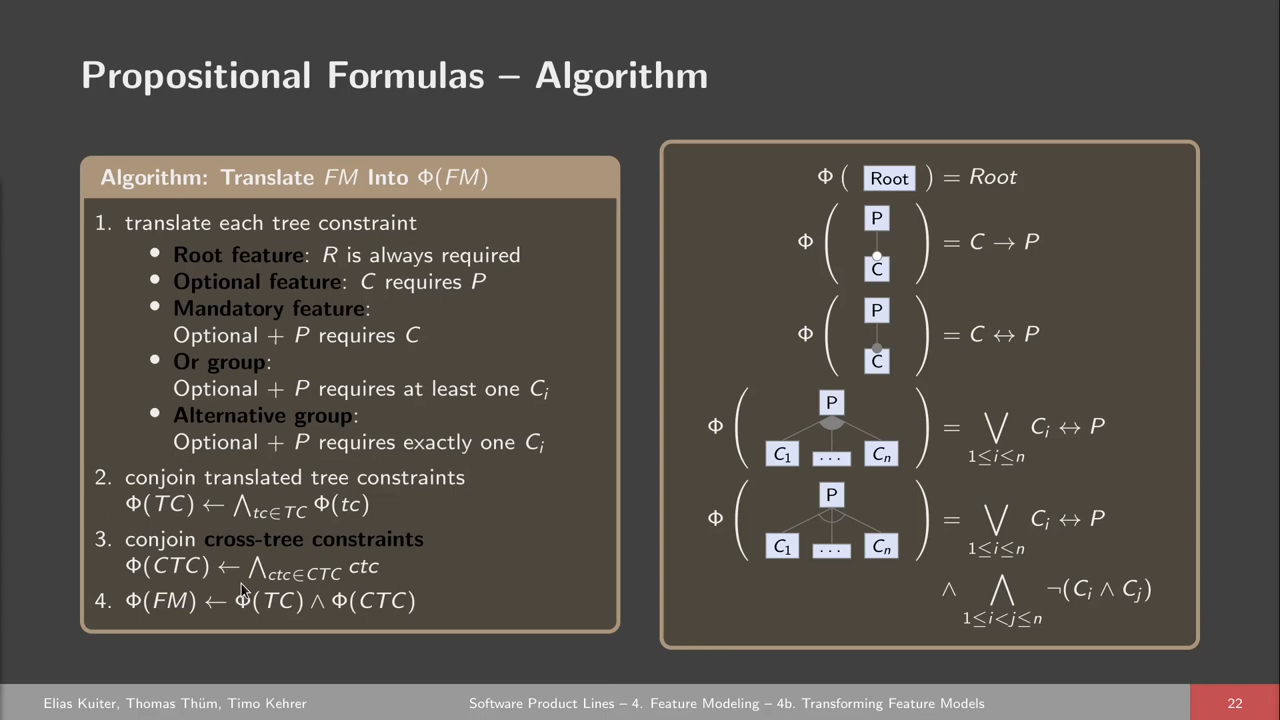 Propositional Formulas – Algorithm
Algorithm: Translate FM Into Φ(FM)
1. translate each tree constraint
• Root feature: R is always required
• Optional feature: C requires P
• Mandatory feature:
Optional + P requires C
• Or group:
Optional + P requires at least one Cᵢ
• Alternative group:
Optional + P requires exactly one Cᵢ
2. conjoin translated tree constraints
Φ(TC) ← ⋀tc∈TC Φ(tc)
3. conjoin cross-tree constraints
Φ(CTC) ← ⋀ctc∈CTC ctc
4. Φ(FM) ← Φ(TC) ∧ Φ(CTC)
Φ ( Root ) = Root
P
Φ ( ) = C → P
C
P
Φ ( ) = C ↔ P
C
P
Φ ( ) = ⋁ Cᵢ ↔ P
C₁ ... Cₙ 1≤i≤n
P
Φ ( ) = ⋁ Cᵢ ↔ P
C₁ ... Cₙ 1≤i≤n
∧ ⋀ ¬(Cᵢ ∧ Cⱼ)
1≤i<j≤n
Elias Kuiter, Thomas Thüm, Timo Kehrer Software Product Lines – 4. Feature Modeling – 4b. Transforming Feature Models 22